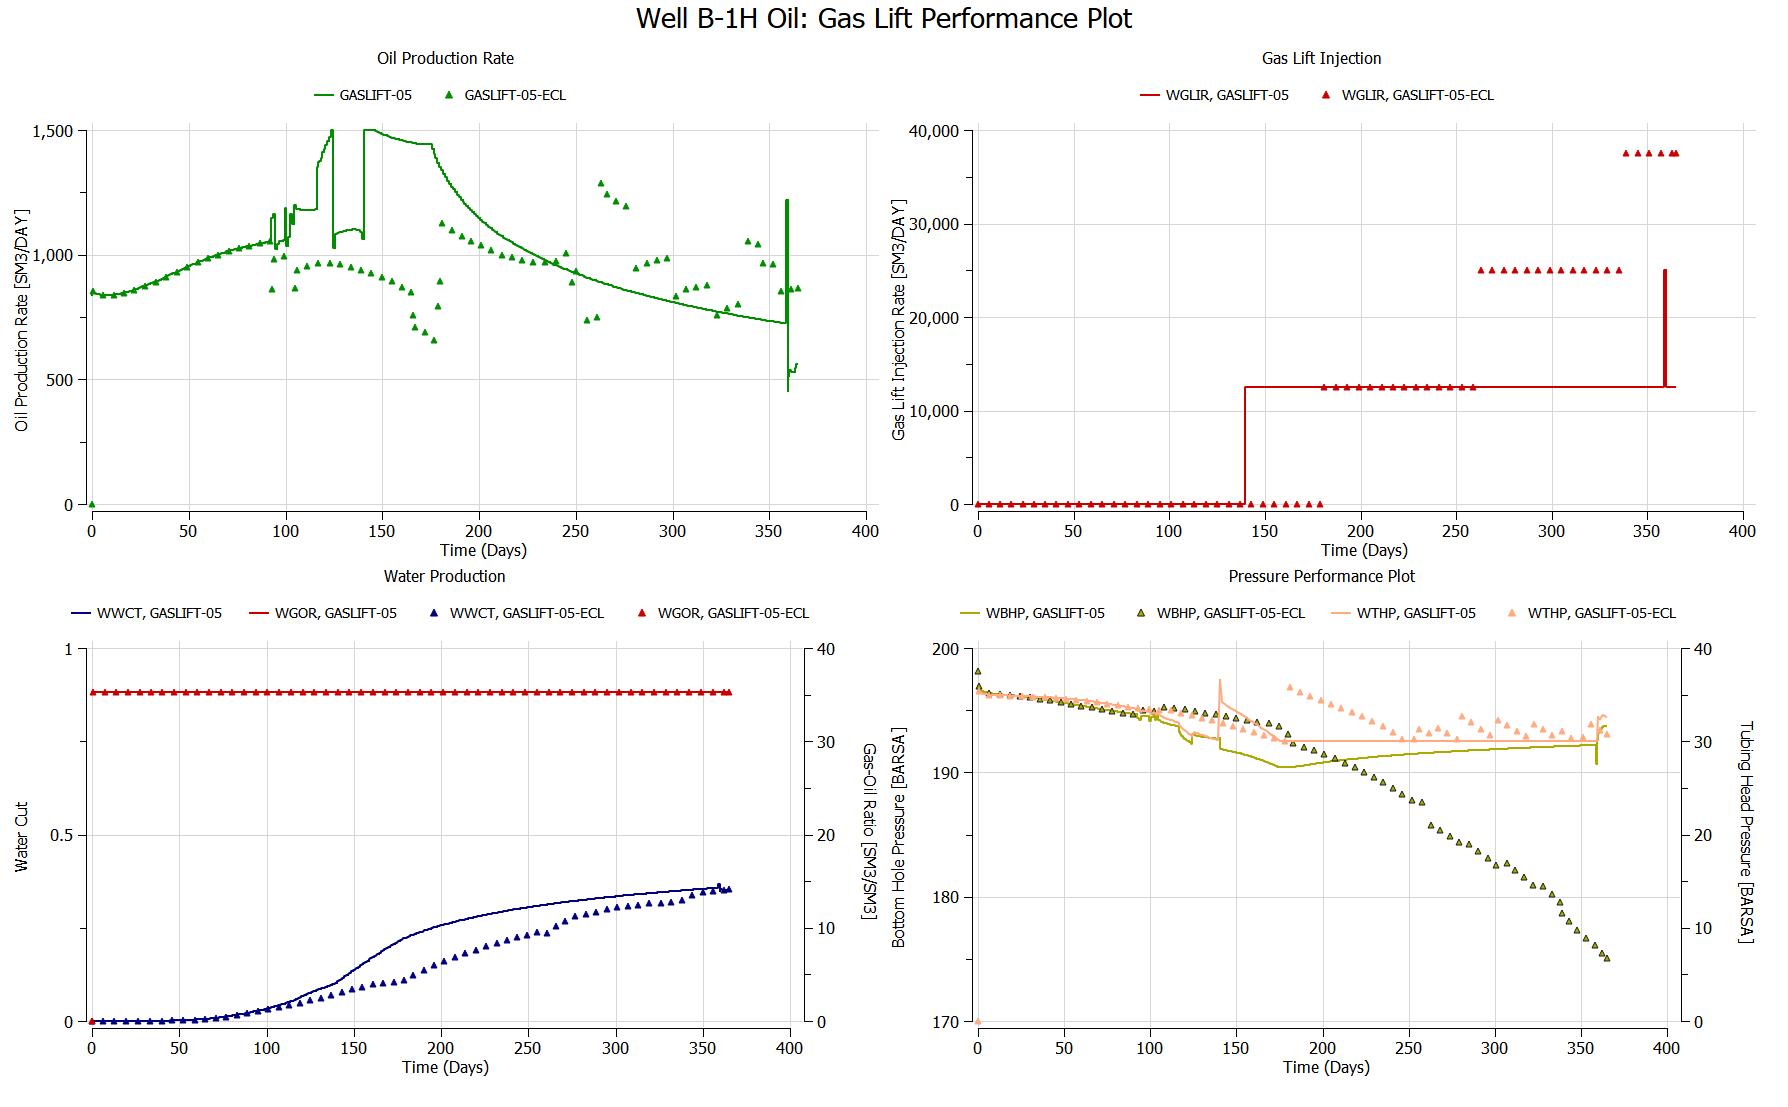 Well B-1H Oil: Gas Lift Performance Plot
Oil Production Rate
GASLIFT-05 GASLIFT-05-ECL
Oil Production Rate [SM3/DAY]
1,500
1,000
500
0
0 50 100 150 200 250 300 350 400
Time (Days)
Gas Lift Injection
WGLIR, GASLIFT-05 WGLIR, GASLIFT-05-ECL
Gas Lift Injection Rate [SM3/DAY]
40,000
30,000
20,000
10,000
0
0 50 100 150 200 250 300 350 400
Time (Days)
Water Production
WWCT, GASLIFT-05 WGOR, GASLIFT-05 WWCT, GASLIFT-05-ECL WGOR, GASLIFT-05-ECL
Water Cut
1
0.5
0
40
30
20
10
0
Gas-Oil Ratio [SM3/SM3]
0 50 100 150 200 250 300 350 400
Time (Days)
Pressure Performance Plot
WBHP, GASLIFT-05 WBHP, GASLIFT-05-ECL WTHP, GASLIFT-05 WTHP, GASLIFT-05-ECL
Bottom Hole Pressure [BARSA]
200
190
180
170
40
30
20
10
0
Tubing Head Pressure [BARSA]
0 50 100 150 200 250 300 350 400
Time (Days)